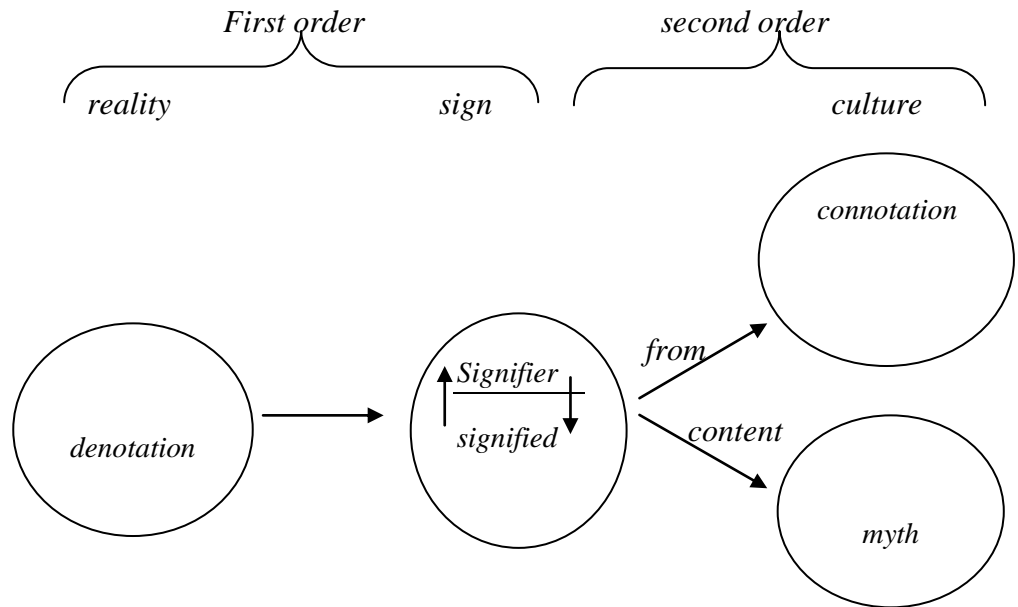 First order
second order
reality
sign
culture
connotation
from
Signifier
signified
content
denotation
myth